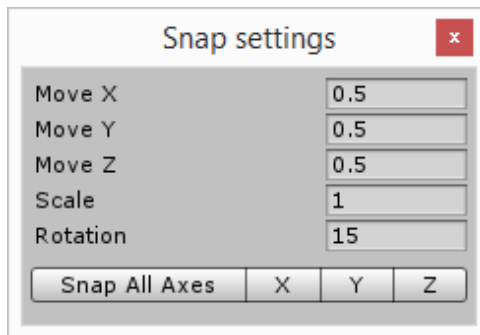 Snap settings
x
Move X 0.5
Move Y 0.5
Move Z 0.5
Scale 1
Rotation 15
Snap All Axes X Y Z